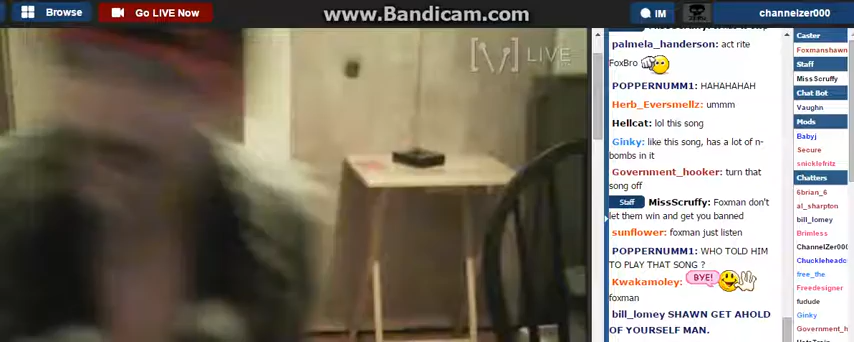 Browse
Go LIVE Now
www.Bandicam.com
IM
channelzer000
[\/] LIVE
palmela_handerson: act rite
FoxBro
POPPERNUMM1: HAHAHAHAH
Herb_Eversmellz: ummm
Hellcat: lol this song
Ginky: like this song, has a lot of n-
bombs in it
Government_hooker: turn that
song off
Staff MissScruffy: Foxman don't
let them win and get you banned
sunflower: foxman just listen
POPPERNUMM1: WHO TOLD HIM
TO PLAY THAT SONG ?
Kwakamoley: BYE!
foxman
bill_lomey SHAWN GET AHOLD
OF YOURSELF MAN.
Caster
Foxmanshawn
Staff
MissScruffy
Chat Bot
Vaughn
Mods
Babyj
Secure
snicklefritz
Chatters
6brian_6
al_sharpton
bill_lomey
Brimless
ChannelZer000
Chuckleheadc
free_the
Freedesigner
fudude
Ginky
Government_h